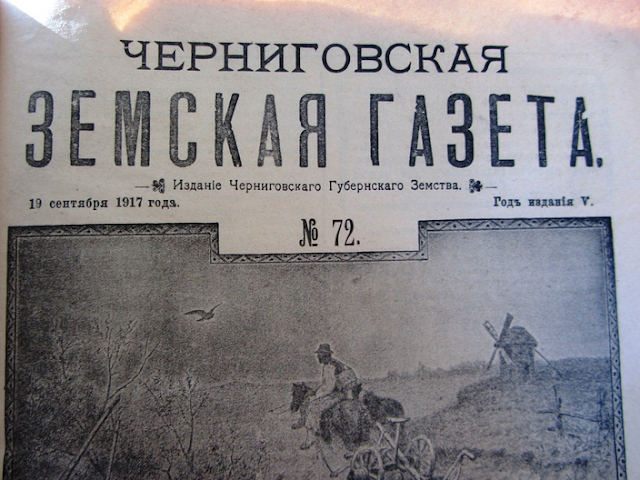 ЧЕРНИГОВСКАЯ
ЗЕМСКАЯ ГАЗЕТА.
Изданіе Черниговскаго Губернскаго Земства.
19 сентября 1917 года. Годъ изданія V.
№ 72.